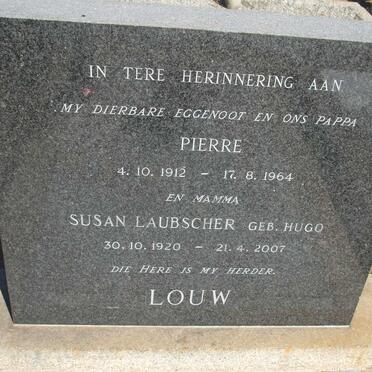 IN TERE HERINNERING AAN
MY DIERBARE EGGENOOT EN ONS PAPPA
PIERRE
4. 10. 1912 – 17. 8. 1964
EN MAMMA
SUSAN LAUBSCHER GEB. HUGO
30. 10. 1920 – 21. 4. 2007
DIE HERE IS MY HERDER.
LOUW